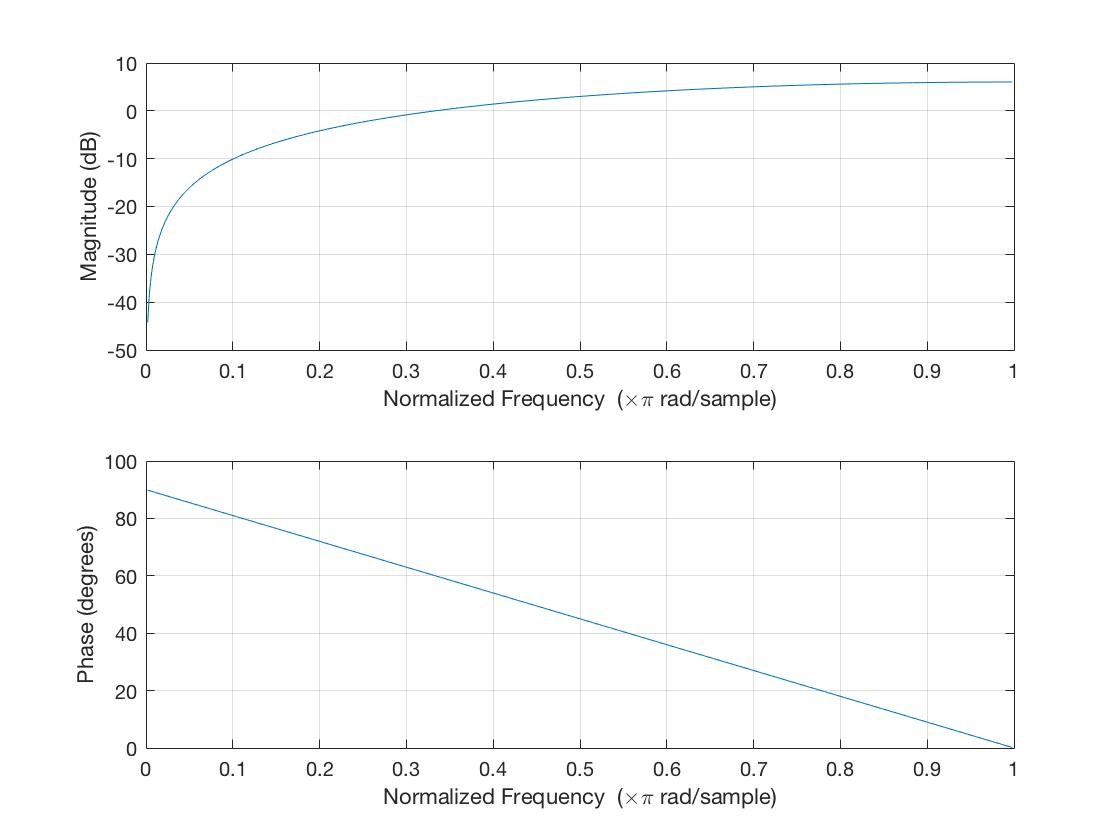 10
0
-10
-20
-30
-40
-50
Magnitude (dB)
0 0.1 0.2 0.3 0.4 0.5 0.6 0.7 0.8 0.9 1
Normalized Frequency (×π rad/sample)
100
80
60
40
20
0
Phase (degrees)
0 0.1 0.2 0.3 0.4 0.5 0.6 0.7 0.8 0.9 1
Normalized Frequency (×π rad/sample)